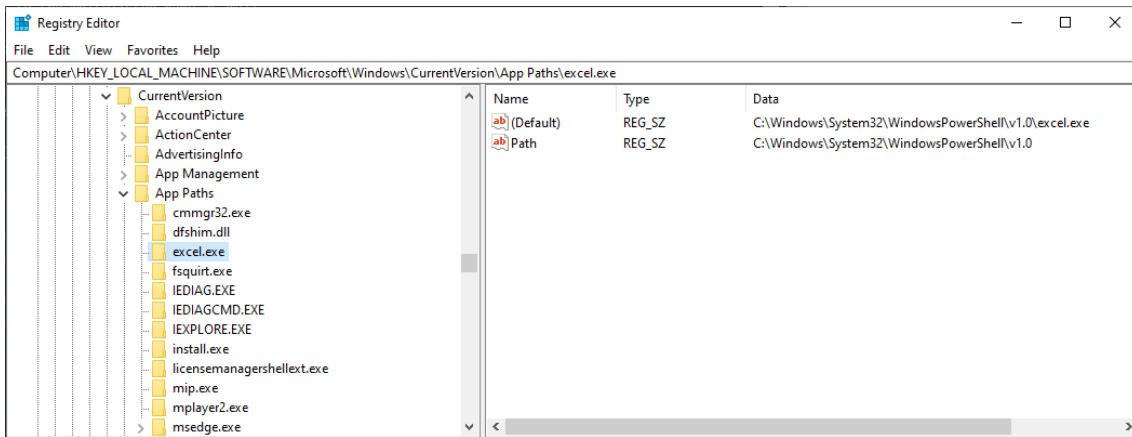 Registry Editor
File Edit View Favorites Help
Computer\HKEY_LOCAL_MACHINE\SOFTWARE\Microsoft\Windows\CurrentVersion\App Paths\excel.exe
CurrentVersion
AccountPicture
ActionCenter
AdvertisingInfo
App Management
App Paths
cmmgr32.exe
dfshim.dll
excel.exe
fsquirt.exe
IEDIAG.EXE
IEDIAGCMD.EXE
IEXPLORE.EXE
install.exe
licensemanagershellext.exe
mip.exe
mplayer2.exe
msedge.exe
Name Type Data
ab (Default) REG_SZ C:\Windows\System32\WindowsPowerShell\v1.0\excel.exe
ab Path REG_SZ C:\Windows\System32\WindowsPowerShell\v1.0